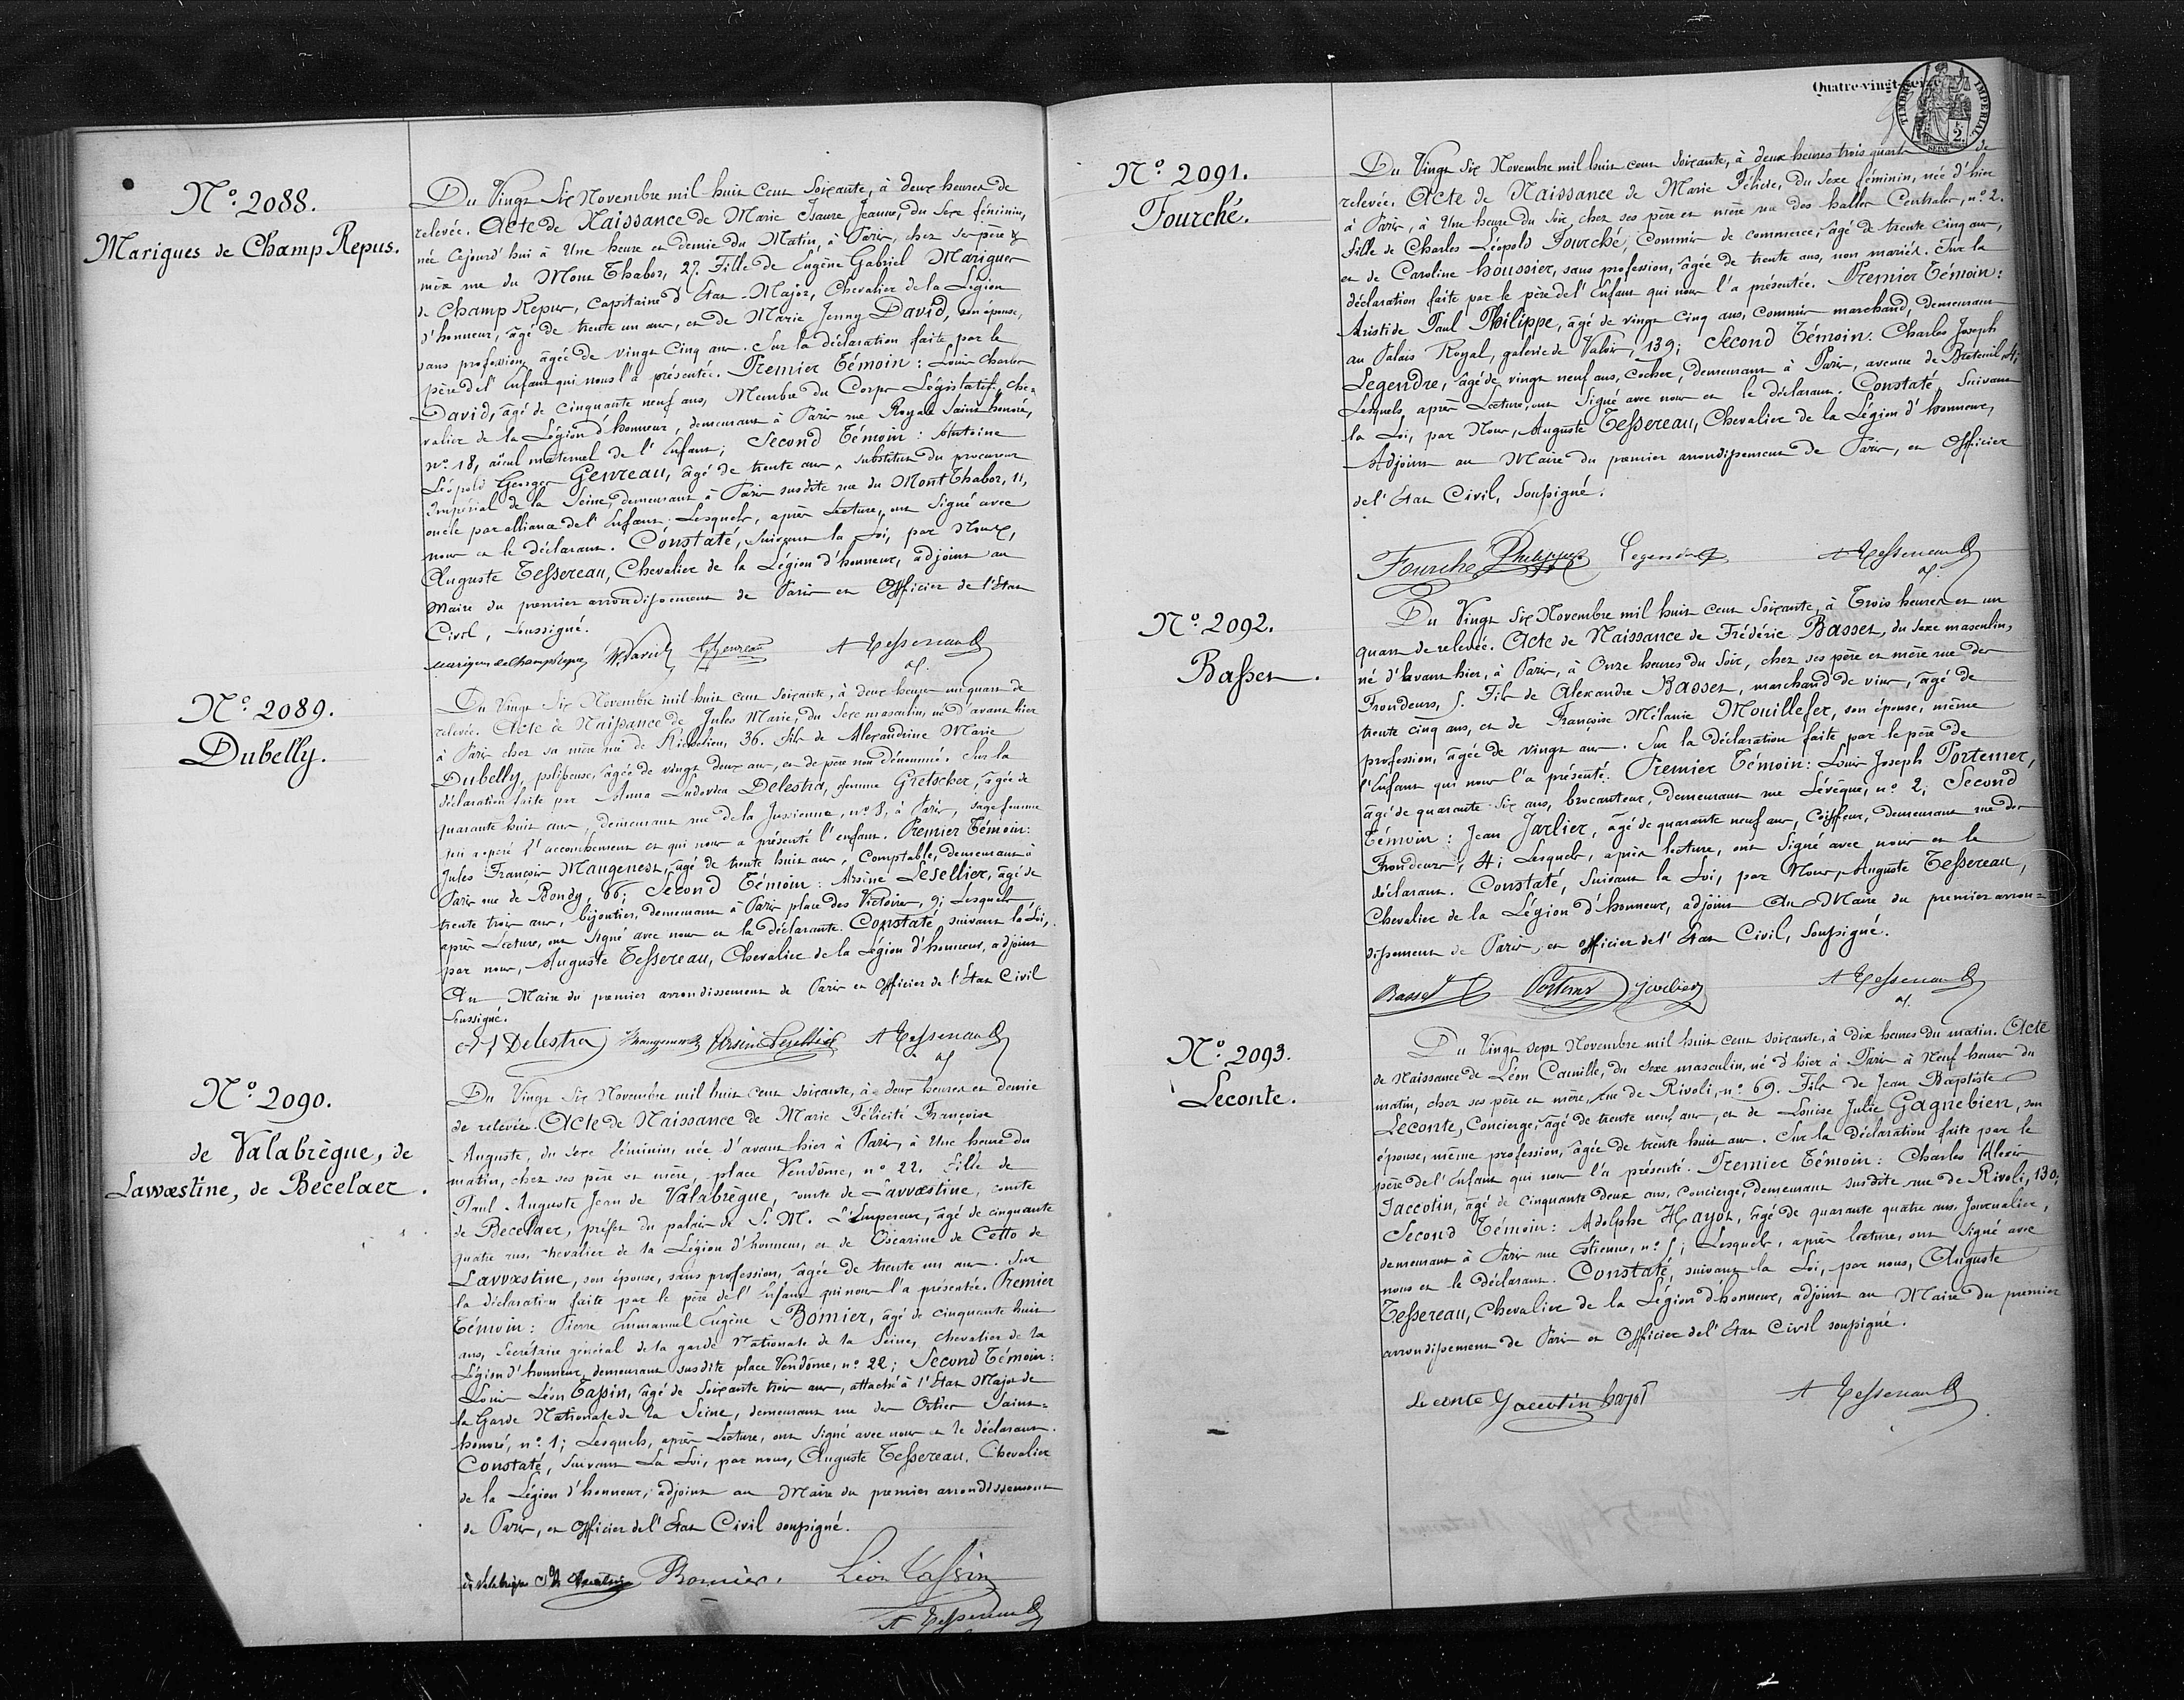 N.º 2088.
Marigues de Champ Repus.
Du Vingt Six Novembre mil huit cent Soixante, à deux heures de
relevée. Acte de Naissance de Marie Isaure Jeanne, du sexe féminin,
née Cejourd'hui à Une heure et demie du Matin, à Paris, chez ses père &
mère rue du Mont Thabor, 27. Fille de Eugène Gabriel Marigues
de Champ Repus, Capitaine d'Etat-Major, Chevalier de la Légion
d'honneur, âgé de trente un ans, et de Marie Jenny David, son épouse,
sans profession, âgée de vingt Cinq ans. Sur la déclaration faite par le
père de l'Enfant qui nous l'a présentée. Premier Témoin : Louis Charles
David, âgé de cinquante neuf ans, Membre du Corps Législatif, Che-
valier de la Légion d'honneur, demeurant à Paris rue Royale Saint honoré,
n.º 18, aïeul maternel de l'Enfant; Second Témoin : Antoine
Léopold Georges Genreau, âgé de trente ans, substitut du procureur
Impérial de la Seine, demeurant à Paris susdite rue du Mont Thabor, 11,
oncle par alliance de l'Enfant. Lesquels, après Lecture, ont Signé avec
nous et le déclarant. Constaté, Suivant la Loi, par Nous,
Auguste Tessereau, Chevalier de la Légion d'honneur, adjoint au
Maire du premier arrondissement de Paris et Officier de l'Etat
Civil, Soussigné.
David Genreau A Tessereau
N.º 2089.
Dubelly.
Du Vingt Six Novembre mil huit cent soixante, à deux heures un quart de
relevée. Acte de Naissance de Jules Marie, du Sexe masculin, né d'avant hier
à Paris chez sa mère rue de Richelieu, 36. Fils de Alexandrine Marie
Dubelly, polisseuse, âgée de vingt deux ans, et de père non dénommé. Sur la
déclaration faite par Anna Ludovica Delestra, femme Gretscher, âgée de
quarante huit ans, demeurant rue de la Jussienne, n.º 8, à Paris, sage femme
qui a opéré l'accouchement et qui nous a présenté l'enfant. Premier Témoin:
Jules François Maugenest, âgé de trente huit ans, Comptable, demeurant à
Paris rue de Bondy, 66; Second Témoin : Arsène Lesellier, âgé de
trente trois ans, bijoutier, demeurant à Paris place des Victoires, 9; Lesquels
après Lecture, ont Signé avec nous et la déclarante. Constaté suivant la Loi,
par nous, Auguste Tessereau, Chevalier de la Légion d'honneur, adjoint
Au Maire du premier arrondissement de Paris et Officier de l'Etat Civil
Soussigné.
Delestra Arsène Lesellier A Tessereau
N.º 2090.
de Valabrègue, de
Lawoestine, de Becelaer.
Du Vingt Six Novembre mil huit cent soixante, à deux heures et demie
de relevée. Acte de Naissance de Marie Félicité Françoise
Auguste, du sexe féminin, née d'avant hier à Paris, à Une heure du
matin, chez ses père et mère, place Vendôme, n.º 22. Fille de
Paul Auguste Jean de Valabrègue, comte de Lavvoestine, comte
de Becelaer, préfet du palais de S. M. L'Empereur, âgé de cinquante
quatre ans, chevalier de la Légion d'honneur, et de Oscarine de Cetto de
Lavvoestine, son épouse, sans profession, âgée de trente un ans. Sur
la déclaration faite par le père de l'Enfant qui nous l'a présentée. Premier
Témoin : Pierre Emmanuel Eugène Bomier, âgé de cinquante huit
ans, Secrétaire général de la garde Nationale de la Seine, chevalier de la
Légion d'honneur, demeurant susdite place Vendôme, n.º 22; Second Témoin :
Louis Léon Tassin, âgé de Soixante trois ans, attaché à l'Etat Major de
la Garde Nationale de la Seine, demeurant rue des Orties Saint-
honoré, n.º 1; Lesquels, après Lecture, ont signé avec nous et le déclarant.
Constaté, Suivant la Loi, par nous, Auguste Tessereau, Chevalier
de la Légion d'honneur, adjoint au Maire du premier arrondissement
de Paris, et Officier de l'Etat Civil soussigné.
de Valabrègue Bomier. Léon Tassin
A Tessereau
Quatre-vingt-seize
TIMBRE IMPÉRIAL
SEINE
N.º 2091.
Fourché.
Du Vingt Six Novembre mil huit cent Soixante, à deux heures trois quarts de
relevée. Acte de Naissance de Marie Félicie, du Sexe féminin, née d'hier
à Paris, à Une heure du Soir, chez ses père et mère rue des halles Centrales, n.º 2.
Fille de Charles Léopold Fourché, Commis de commerce, âgé de trente Cinq ans,
et de Caroline houssier, sans profession, âgée de trente ans, non mariés. Sur la
déclaration faite par le père de l'Enfant qui nous l'a présentée. Premier Témoin :
Aristide Paul Philippe, âgé de vingt Cinq ans, Commis marchand, demeurant
au Palais Royal, galerie de Valois, 139; Second Témoin. Charles Joseph
Legendre, âgé de vingt neuf ans, Cocher, demeurant à Paris, avenue de Breteuil, 4;
Lesquels, après Lecture, ont Signé avec nous et le déclarant. Constaté, Suivant
la Loi, par Nous, Auguste Tessereau, Chevalier de la Légion d'honneur,
Adjoint au Maire du premier arrondissement de Paris, et Officier
de l'Etat Civil, Soussigné.
Fourché Philippe Legendre A Tessereau
N.º 2092.
Basset.
Du Vingt Six Novembre mil huit cent Soixante, à Trois heures et un
quart de relevée. Acte de Naissance de Frédéric Basset, du Sexe masculin,
né d'avant hier, à Paris, à Onze heures du Soir, chez ses père et mère rue des
Frondeurs, 5. Fils de Alexandre Basset, marchand de vins, âgé de
trente cinq ans, et de Françoise Mélanie Mouillefer, son épouse, même
profession, âgée de vingt ans. Sur la déclaration faite par le père de
l'Enfant qui nous l'a présenté. Premier Témoin : Louis Joseph Portemer,
âgé de quarante-Six ans, brocanteur, demeurant rue Lévêque, n.º 2; Second
Témoin : Jean Jarlier, âgé de quarante neuf ans, Coiffeur, demeurant rue des
Frondeurs, 4; Lesquels, après lecture, ont Signé avec nous et le
déclarant. Constaté, Suivant la Loi, par Nous, Auguste Tessereau,
Chevalier de la Légion d'honneur, adjoint Au Maire du premier arron=
dissement de Paris, et officier de l'Etat Civil, Soussigné.
Basset Portemer Jarlier A Tessereau
N.º 2093.
Leconte.
Du Vingt sept Novembre mil huit cent soixante, à dix heures du matin. Acte
de Naissance de Léon Camille, du Sexe masculin, né d'hier à Paris à Neuf heures du
matin, chez ses père et mère, rue de Rivoli, n.º 69. Fils de Jean Baptiste
Leconte, Concierge, âgé de trente neuf ans, et de Louise Julie Gagnebien, son
épouse, même profession, âgée de trente huit ans. Sur la déclaration faite par le
père de l'Enfant qui nous l'a présenté. Premier Témoin : Charles Alexis
Jaccotin, âgé de cinquante deux ans, Concierge, demeurant susdite rue de Rivoli, 130;
Second Témoin : Adolphe Hayot, âgé de quarante quatre ans, Journalier,
demeurant à Paris rue Estienne, n.º 5; Lesquels, après lecture, ont signé avec
nous et le déclarant. Constaté, suivant la Loi, par nous, Auguste
Tessereau, Chevalier de la Légion d'honneur, adjoint au Maire du premier
arrondissement de Paris et Officier de l'Etat Civil soussigné.
Leconte Jaccotin hayot A Tessereau